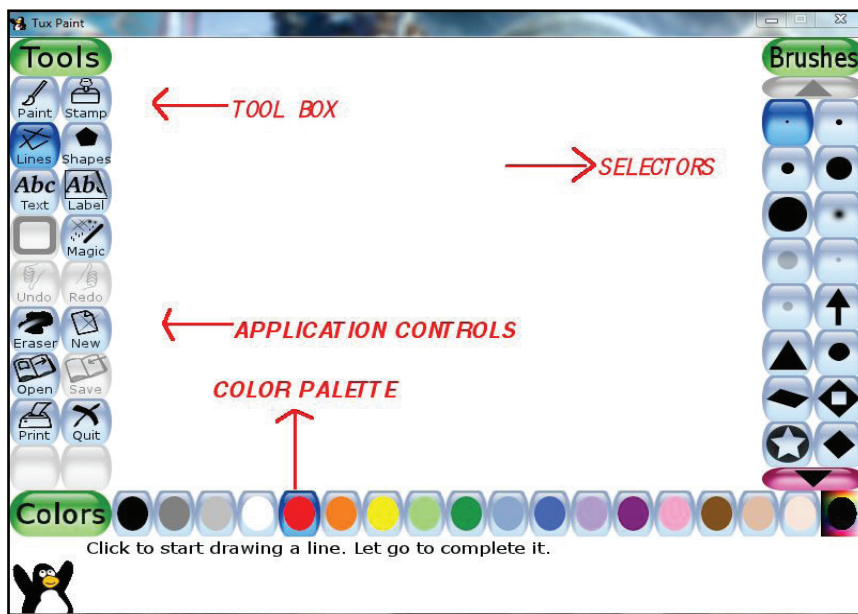 Tux Paint
Tools
Brushes
Paint Stamp
TOOL BOX
Lines Shapes
SELECTORS
Abc Abc
Text Label
Magic
Undo Redo
Eraser New
APPLICATION CONTROLS
Open Save
COLOR PALETTE
Print Quit
Colors
Click to start drawing a line. Let go to complete it.